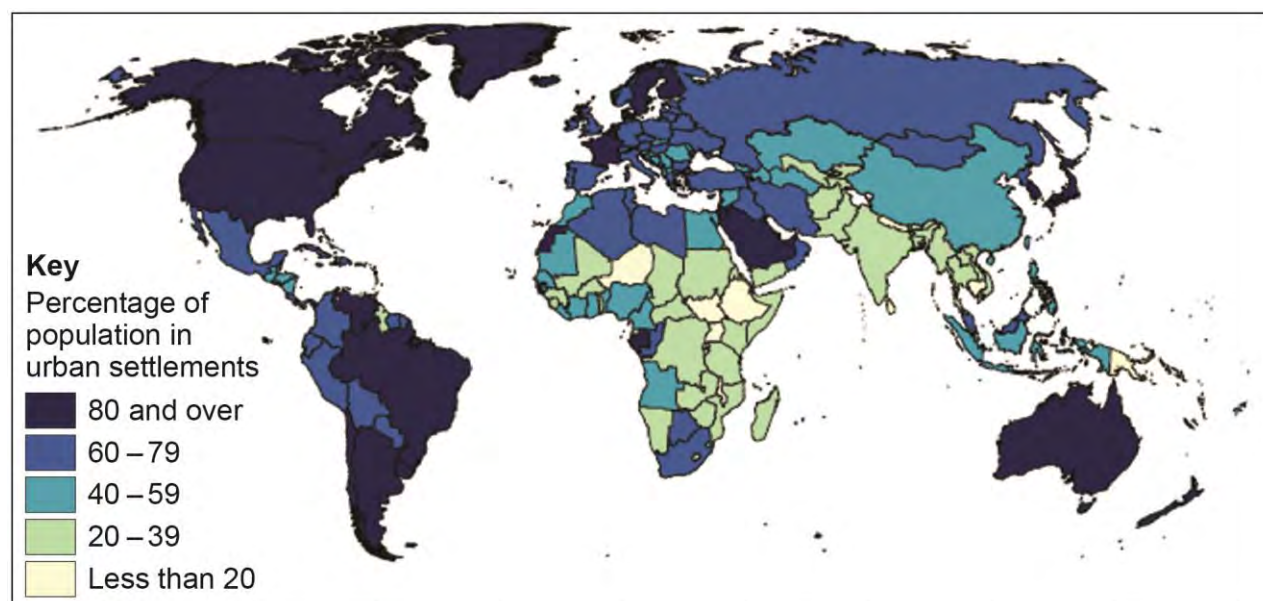 Key
Percentage of
population in
urban settlements
80 and over
60 – 79
40 – 59
20 – 39
Less than 20